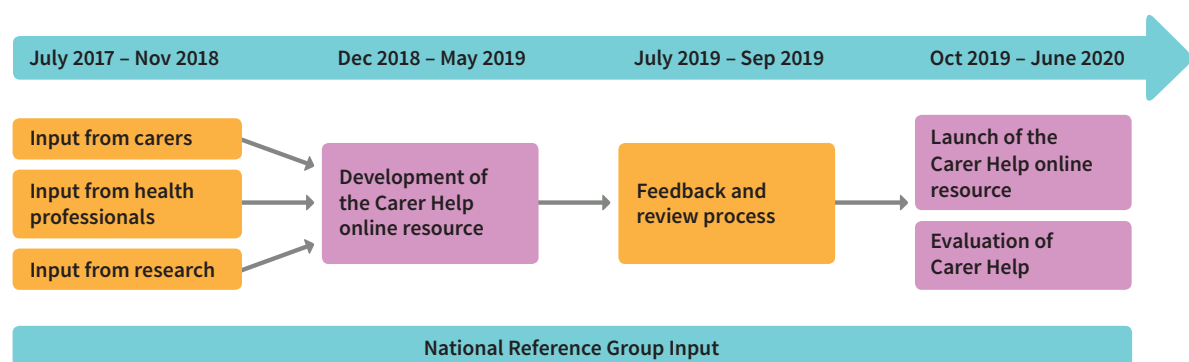 July 2017 – Nov 2018
Dec 2018 – May 2019
July 2019 – Sep 2019
Oct 2019 – June 2020
Input from carers
Input from health
professionals
Input from research
Development of
the Carer Help
online resource
Feedback and
review process
Launch of the
Carer Help online
resource
Evaluation of
Carer Help
National Reference Group Input